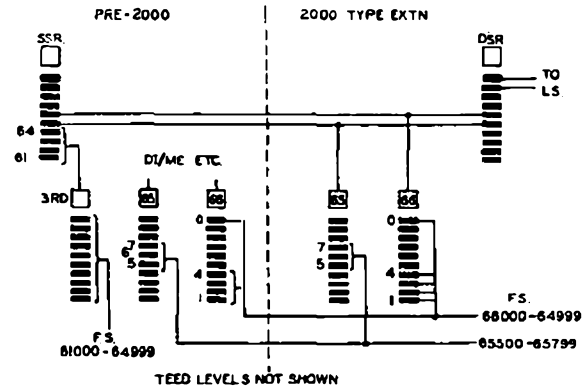 PRE-2000
2000 TYPE EXTN
SSR
DSR
TO
LS.
64
61
DI/ME ETC.
3RD
65
66
65
66
0
7
6
5
4
1
0
7
5
4
1
F.S.
61000-64999
F.S.
66000-64999
65500-65799
TEED LEVELS NOT SHOWN